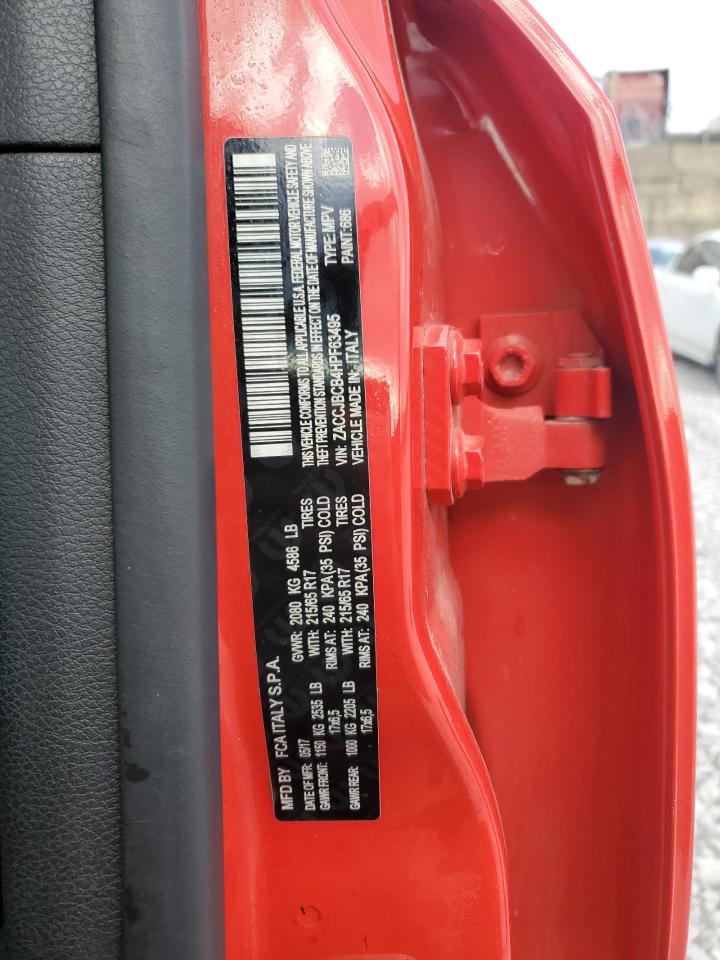 MFD BY FCA ITALY S.P.A.
DATE OF MFR: 05/17 GVWR: 2080 KG 4586 LB
GAWR FRONT: 1150 KG 2535 LB WITH: 215/65 R17 TIRES
17x6,5 RIMS AT: 240 KPA(35 PSI) COLD
GAWR REAR: 1000 KG 2205 LB WITH: 215/65 R17 TIRES
17x6,5 RIMS AT: 240 KPA(35 PSI) COLD
THIS VEHICLE CONFORMS TO ALL APPLICABLE U.S.A. FEDERAL MOTOR VEHICLE SAFETY AND
THEFT PREVENTION STANDARDS IN EFFECT ON THE DATE OF MANUFACTURE SHOWN ABOVE
VIN: ZACCJBCB4HPF63495 TYPE:MPV
VEHICLE MADE IN: ITALY PAINT:686